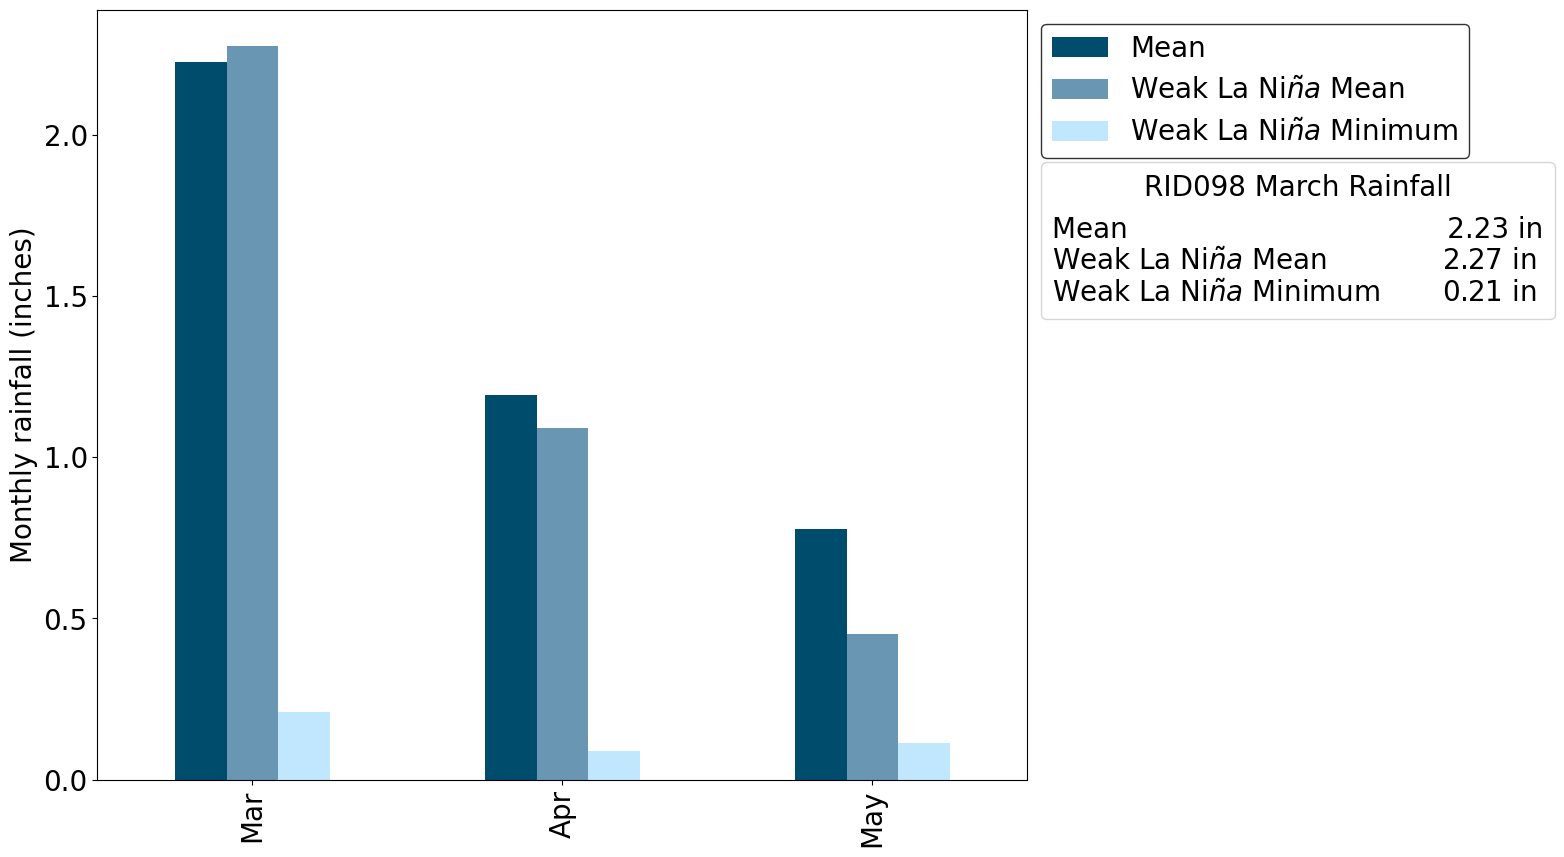 Monthly rainfall (inches)
2.0
1.5
1.0
0.5
0.0
Mar
Apr
May
Mean
Weak La Niña Mean
Weak La Niña Minimum
RID098 March Rainfall
Mean 2.23 in
Weak La Niña Mean 2.27 in
Weak La Niña Minimum 0.21 in